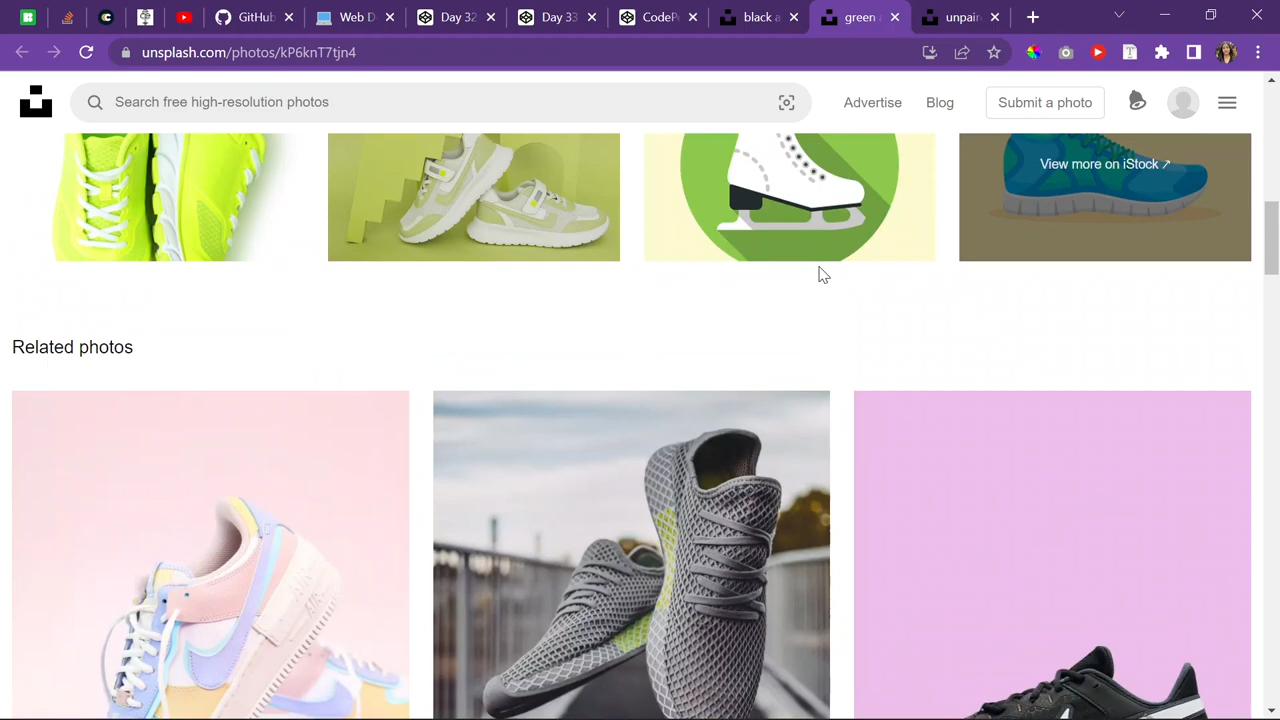 GitHub
Web D
Day 32
Day 33
CodeP
black a
green a
unpair
unsplash.com/photos/kP6knT7tjn4
Search free high-resolution photos
Advertise
Blog
Submit a photo
View more on iStock ↗
Related photos